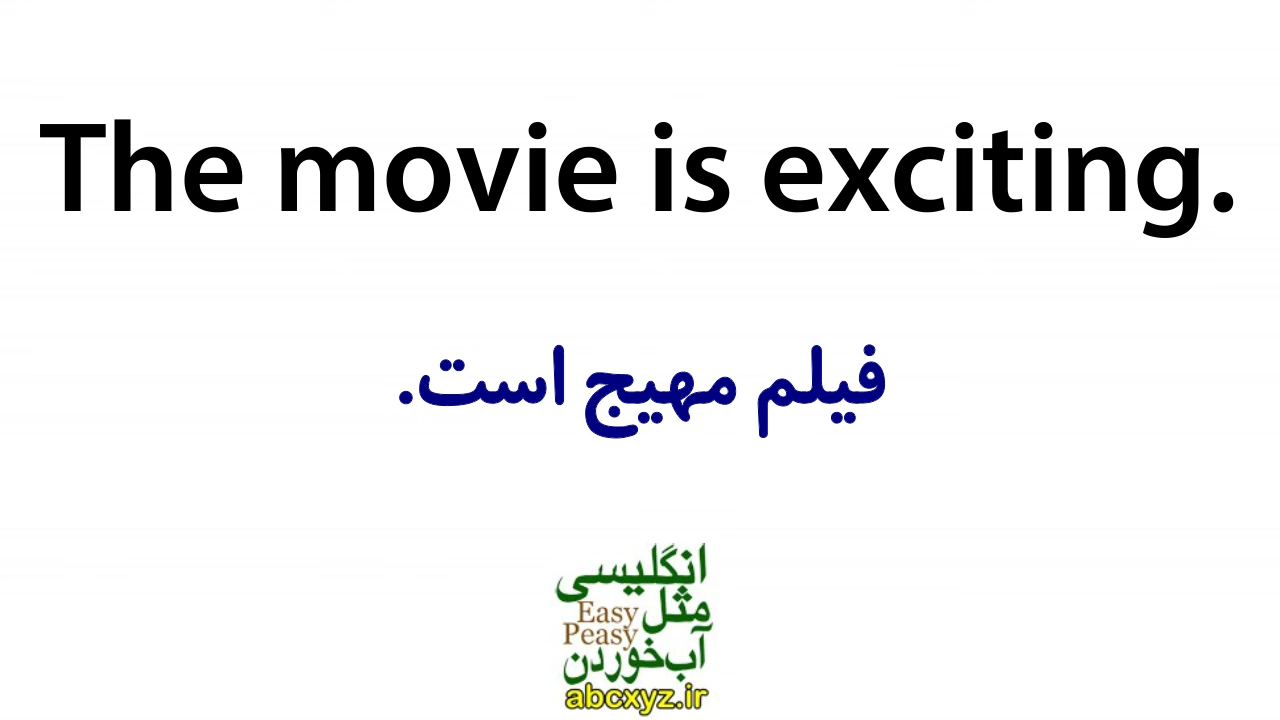 The movie is exciting.
فیلم مهیج است.
انگلیسی
مثل
Easy
Peasy
آب‌خوردن
abcxyz.ir